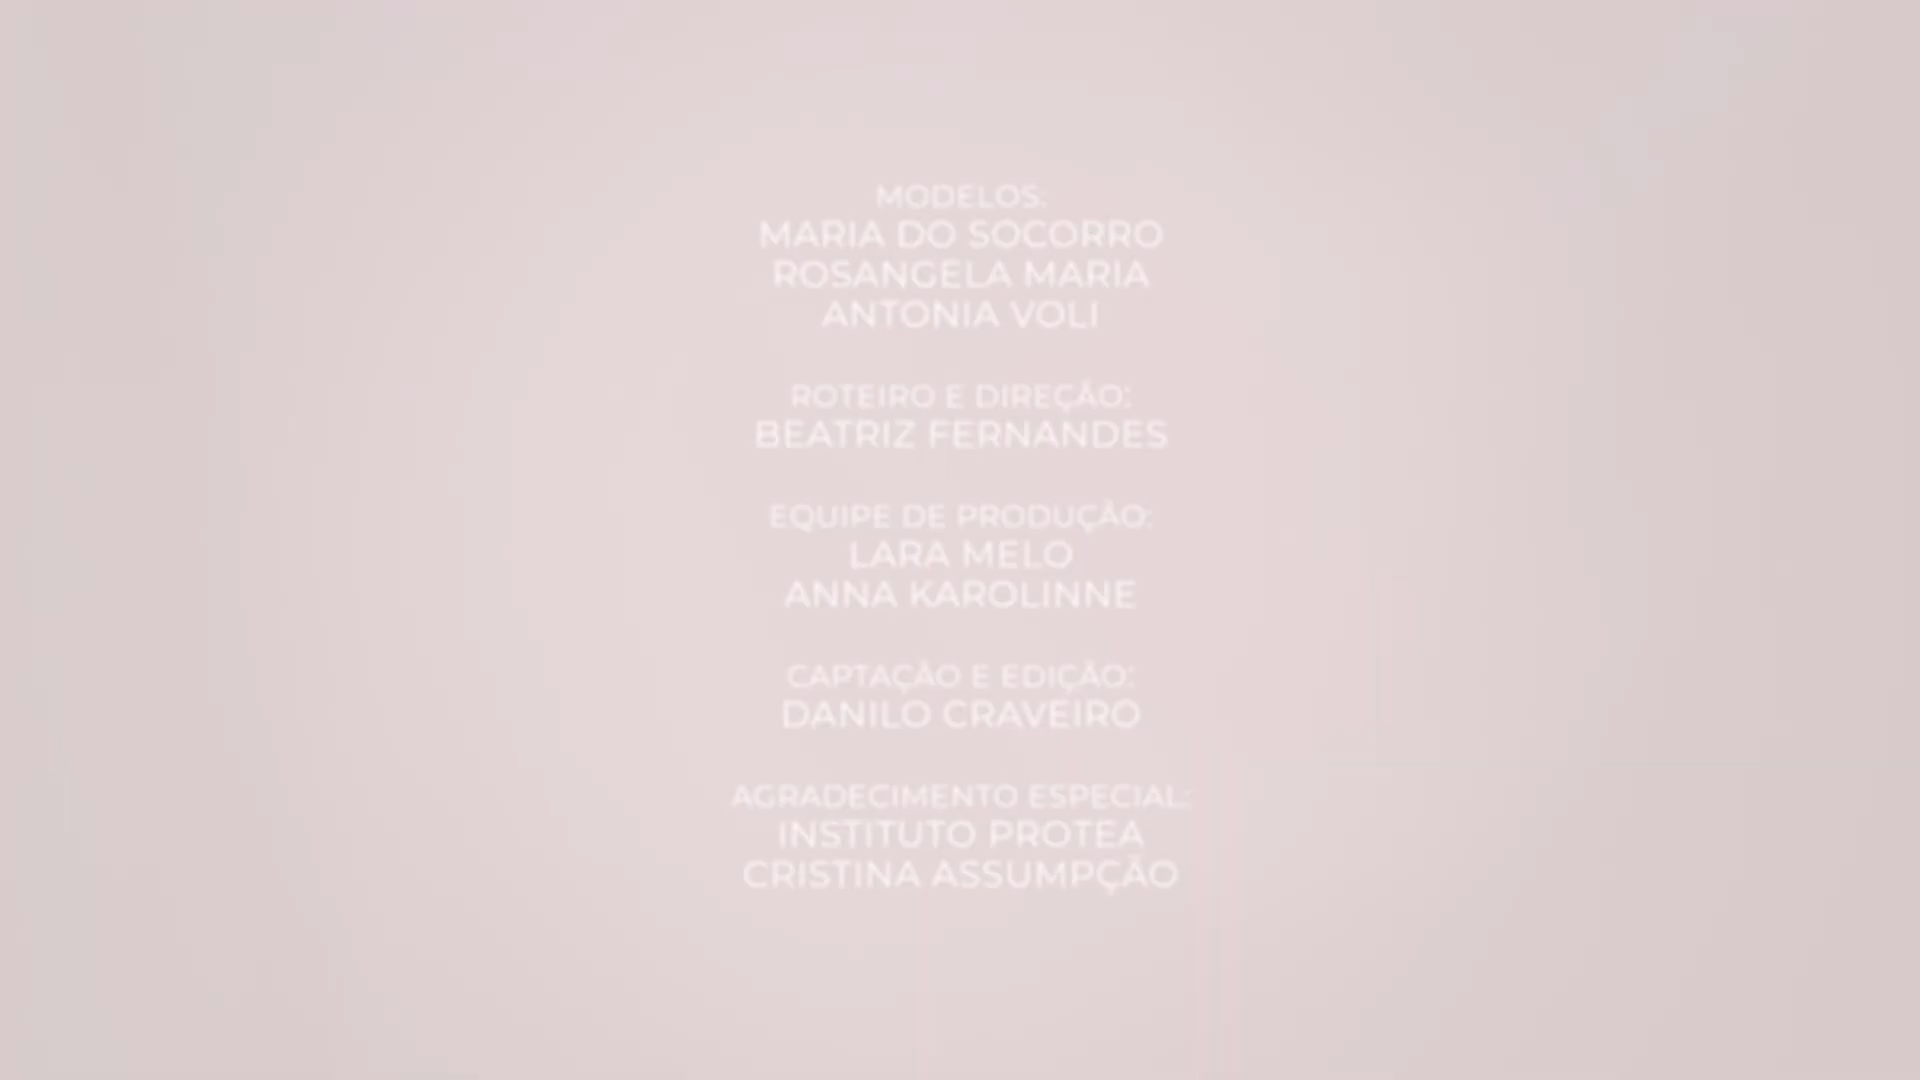 MODELOS:
MARIA DO SOCORRO
ROSANGELA MARIA
ANTONIA VOLI
ROTEIRO E DIREÇÃO:
BEATRIZ FERNANDES
EQUIPE DE PRODUÇÃO:
LARA MELO
ANNA KAROLINNE
CAPTAÇÃO E EDIÇÃO:
DANILO CRAVEIRO
AGRADECIMENTO ESPECIAL:
INSTITUTO PROTEA
CRISTINA ASSUMPÇÃO